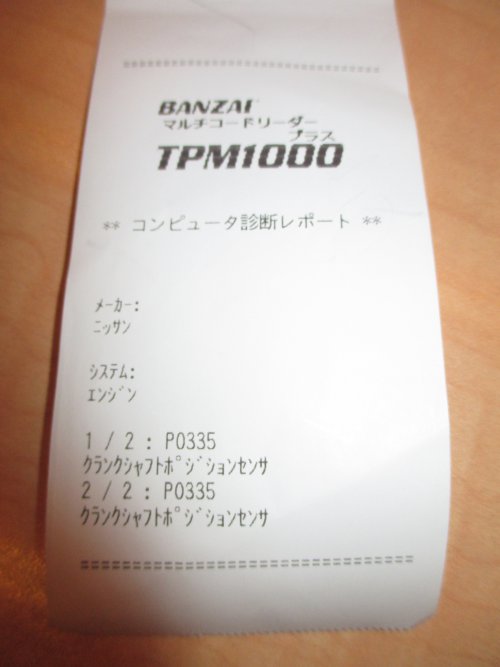 ================================
BANZAI
マルチコードリーダー
プラス
TPM1000
** コンピュータ診断レポート **
メーカー:
ニッサン
システム:
エンジン
1 / 2 : P0335
クランクシャフトポジションセンサ
2 / 2 : P0335
クランクシャフトポジションセンサ
================================